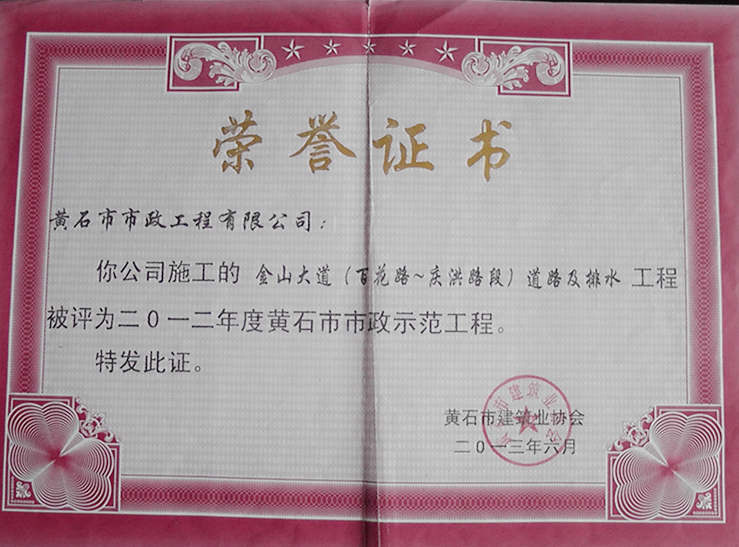 荣誉证书
黄石市市政工程有限公司：
你公司施工的 金山大道（百花路~庆洪路段）道路及排水 工程
被评为二0一二年度黄石市市政示范工程。
特发此证。
黄石市建筑业协会
二0一三年六月